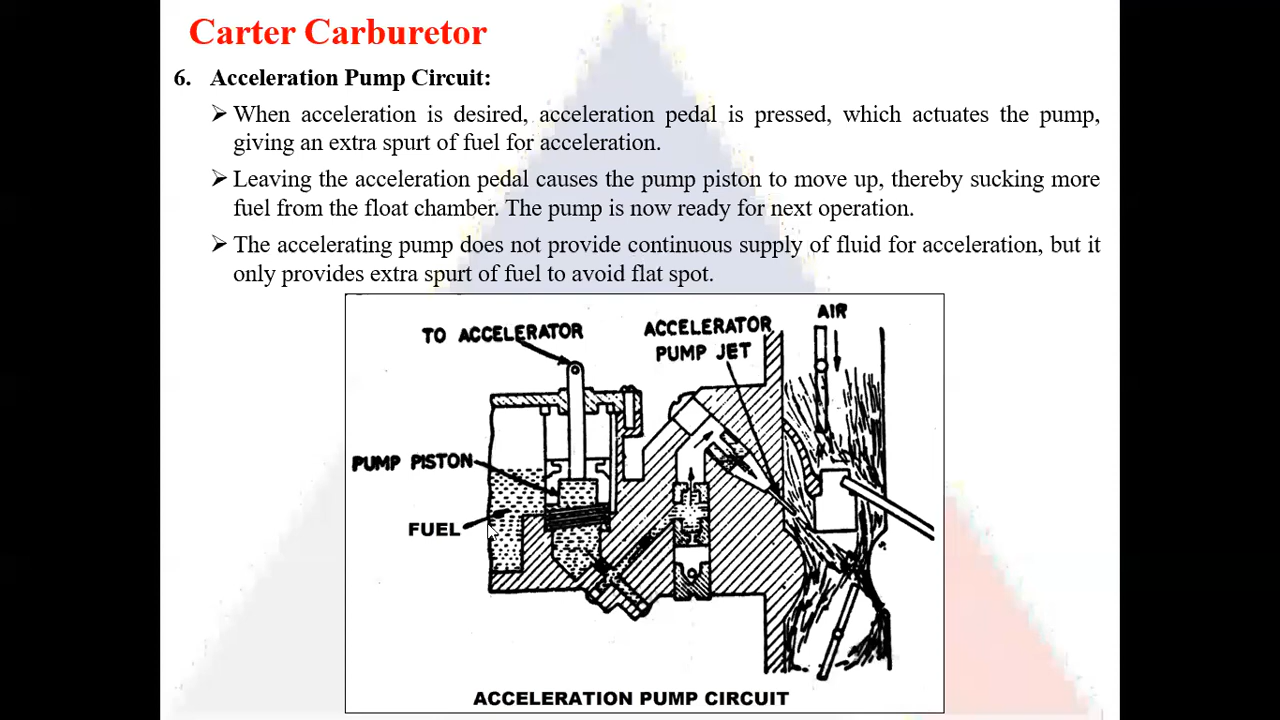 Carter Carburetor
6. Acceleration Pump Circuit:
➢ When acceleration is desired, acceleration pedal is pressed, which actuates the pump,
giving an extra spurt of fuel for acceleration.
➢ Leaving the acceleration pedal causes the pump piston to move up, thereby sucking more
fuel from the float chamber. The pump is now ready for next operation.
➢ The accelerating pump does not provide continuous supply of fluid for acceleration, but it
only provides extra spurt of fuel to avoid flat spot.
AIR
TO ACCELERATOR
ACCELERATOR
PUMP JET
PUMP PISTON
FUEL
ACCELERATION PUMP CIRCUIT